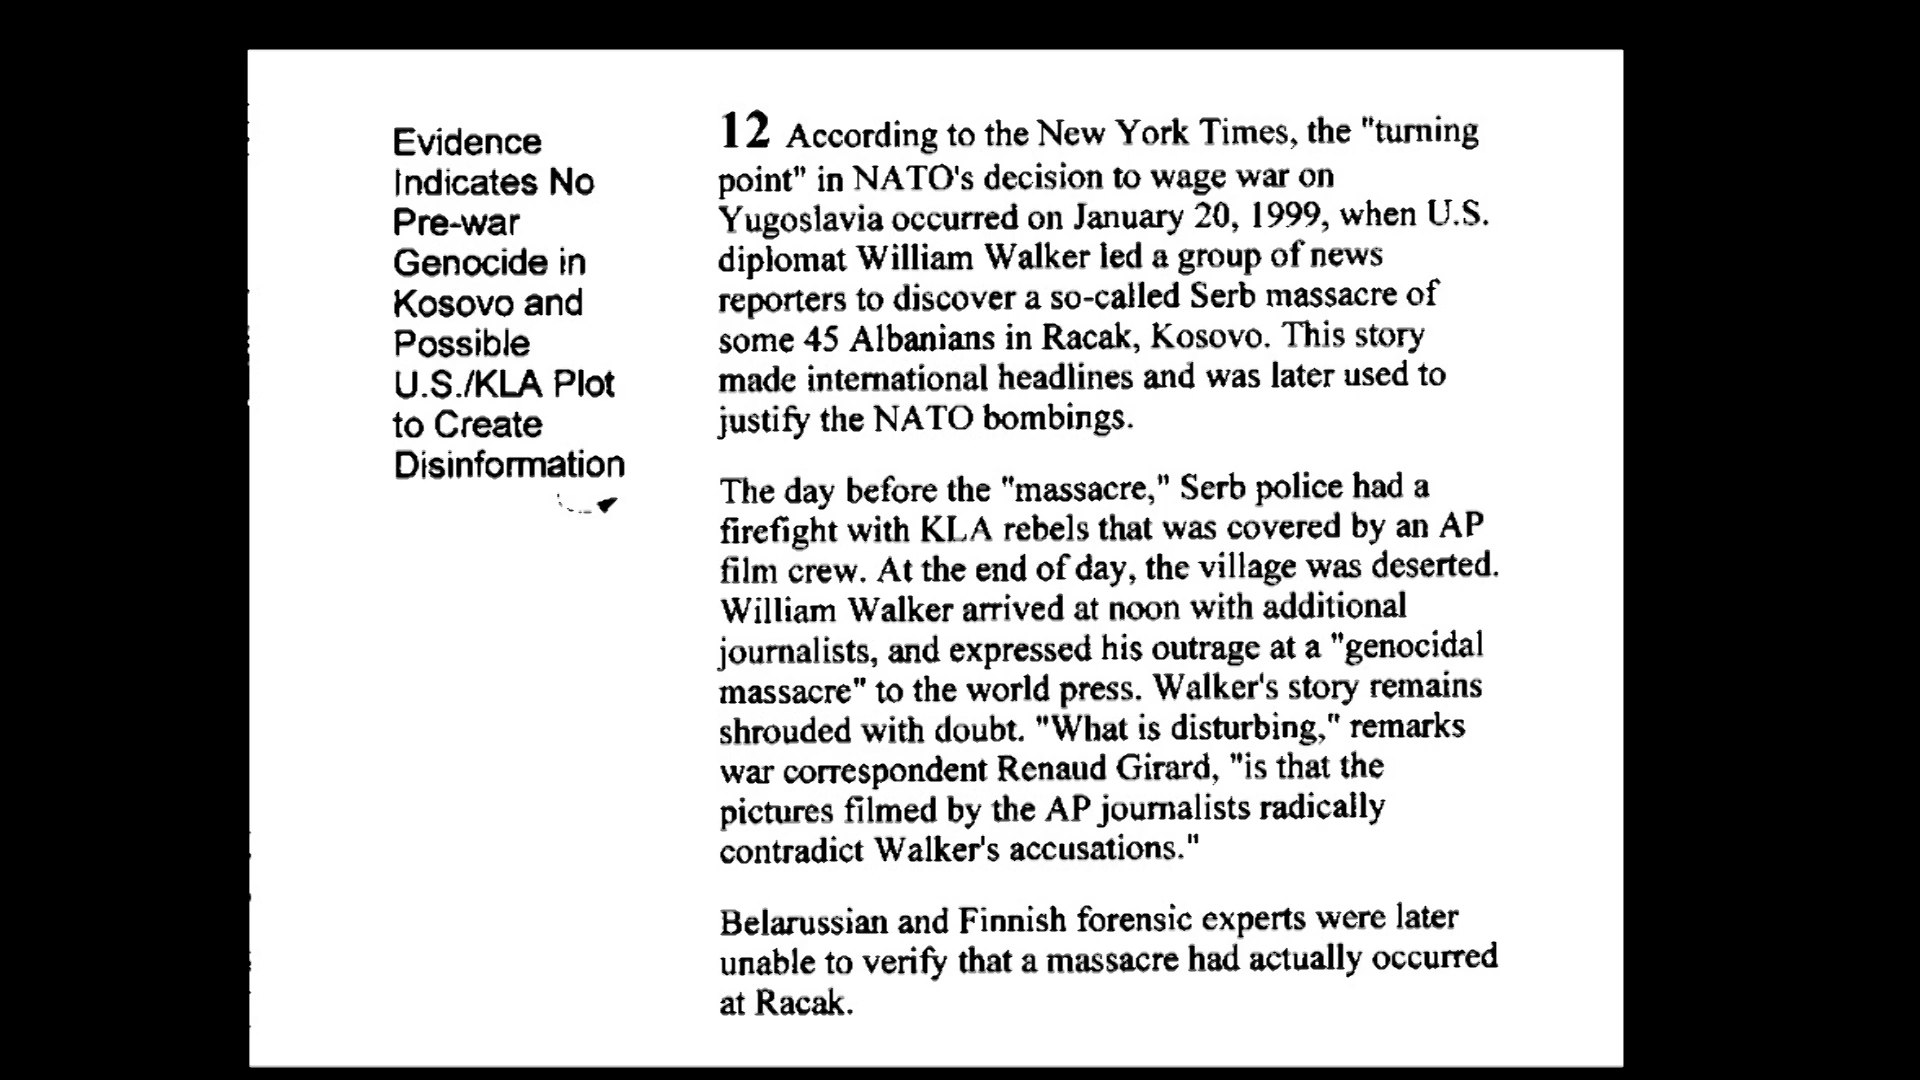 Evidence
Indicates No
Pre-war
Genocide in
Kosovo and
Possible
U.S./KLA Plot
to Create
Disinformation
12 According to the New York Times, the "turning
point" in NATO's decision to wage war on
Yugoslavia occurred on January 20, 1999, when U.S.
diplomat William Walker led a group of news
reporters to discover a so-called Serb massacre of
some 45 Albanians in Racak, Kosovo. This story
made international headlines and was later used to
justify the NATO bombings.
The day before the "massacre," Serb police had a
firefight with KLA rebels that was covered by an AP
film crew. At the end of day, the village was deserted.
William Walker arrived at noon with additional
journalists, and expressed his outrage at a "genocidal
massacre" to the world press. Walker's story remains
shrouded with doubt. "What is disturbing," remarks
war correspondent Renaud Girard, "is that the
pictures filmed by the AP journalists radically
contradict Walker's accusations."
Belarussian and Finnish forensic experts were later
unable to verify that a massacre had actually occurred
at Racak.